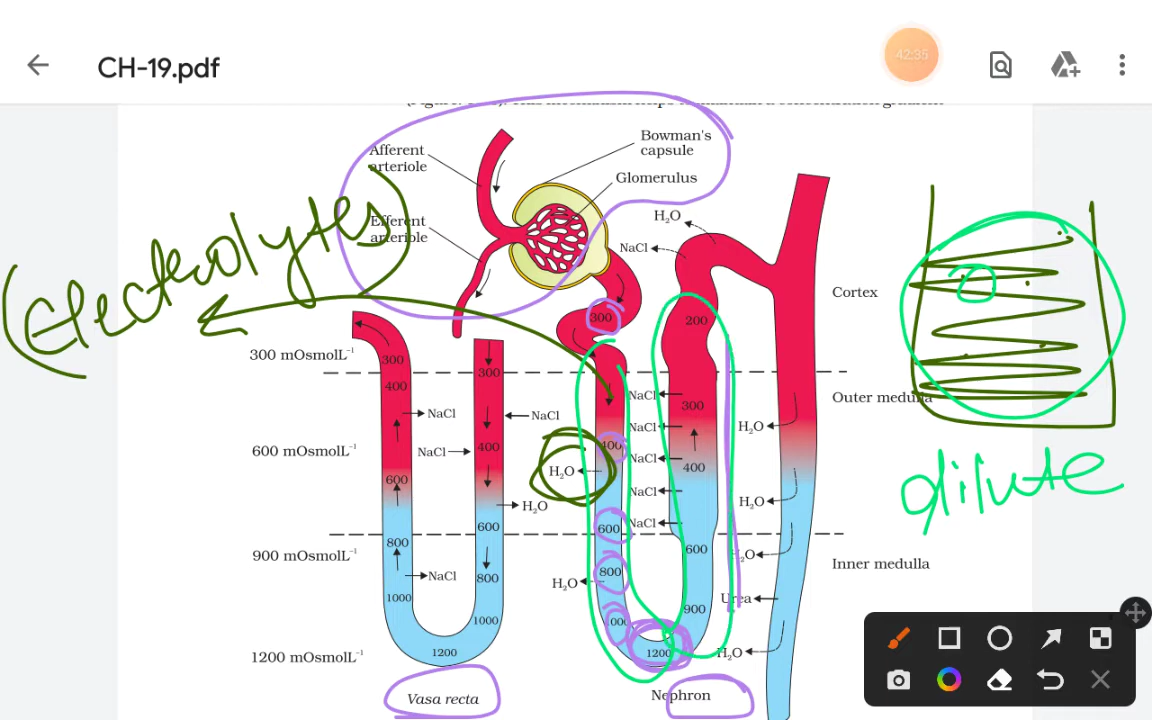 42:35
CH-19.pdf
Bowman's
capsule
Afferent
arteriole
Glomerulus
Efferent
arteriole
H₂O
NaCl
Electrolytes
Cortex
300
200
300 mOsmolL⁻¹
300
300
400
NaCl
300
Outer medulla
NaCl
NaCl
NaCl
H₂O
600 mOsmolL⁻¹
NaCl
400
400
NaCl
400
H₂O
600
NaCl
dilute
H₂O
H₂O
600
600
NaCl
800
600
H₂O
900 mOsmolL⁻¹
Inner medulla
NaCl
800
H₂O
800
1000
Urea
900
1000
000
1200 mOsmolL⁻¹
1200
1200
H₂O
Vasa recta
Nephron